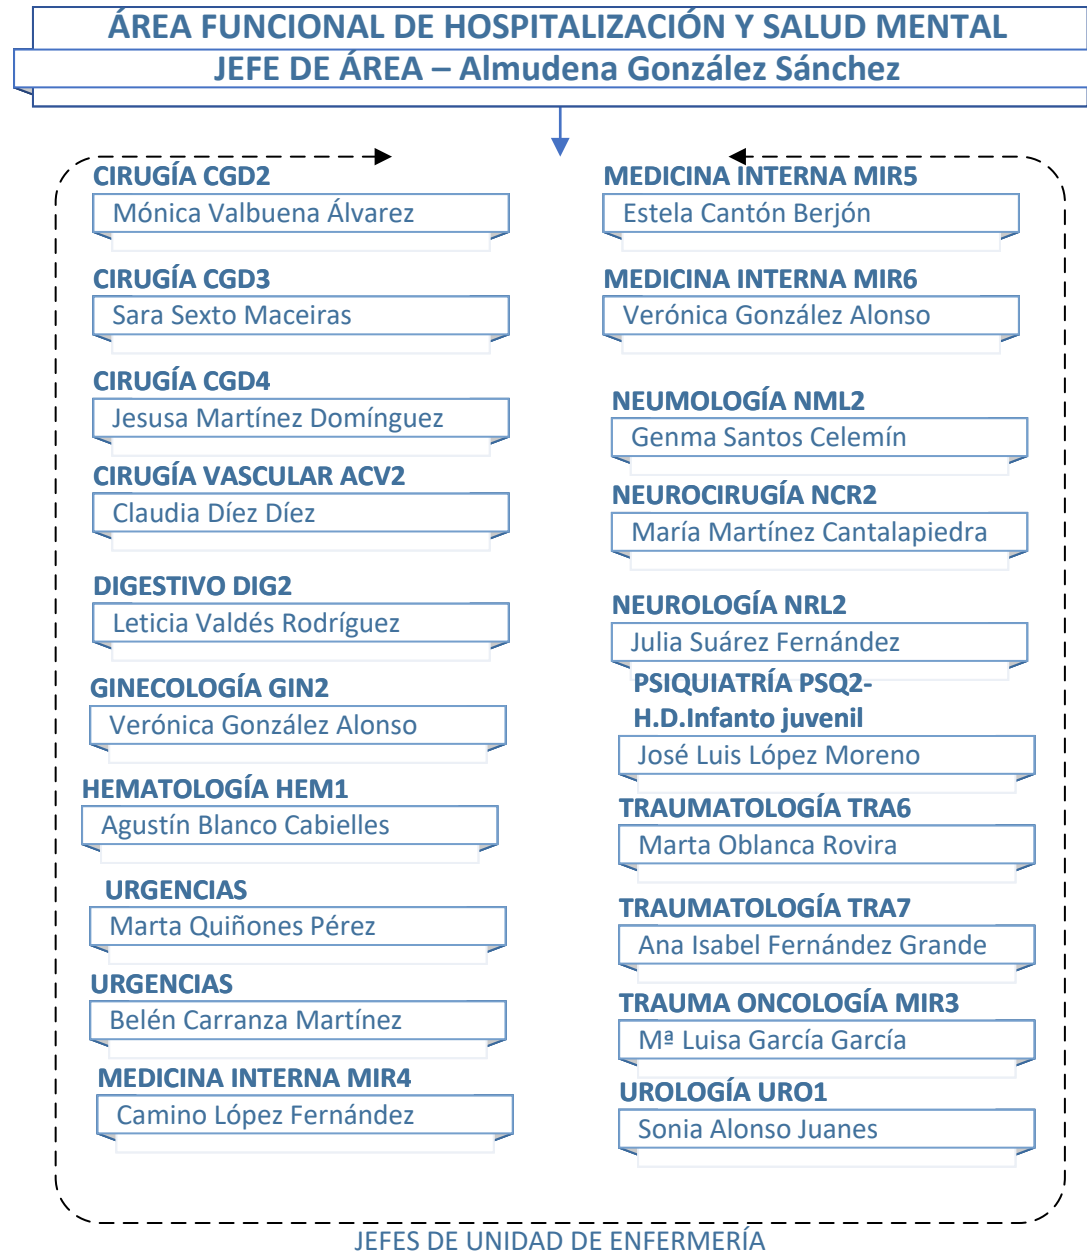 ÁREA FUNCIONAL DE HOSPITALIZACIÓN Y SALUD MENTAL
JEFE DE ÁREA – Almudena González Sánchez
CIRUGÍA CGD2
Mónica Valbuena Álvarez
CIRUGÍA CGD3
Sara Sexto Maceiras
CIRUGÍA CGD4
Jesusa Martínez Domínguez
CIRUGÍA VASCULAR ACV2
Claudia Díez Díez
DIGESTIVO DIG2
Leticia Valdés Rodríguez
GINECOLOGÍA GIN2
Verónica González Alonso
HEMATOLOGÍA HEM1
Agustín Blanco Cabielles
URGENCIAS
Marta Quiñones Pérez
URGENCIAS
Belén Carranza Martínez
MEDICINA INTERNA MIR4
Camino López Fernández
MEDICINA INTERNA MIR5
Estela Cantón Berjón
MEDICINA INTERNA MIR6
Verónica González Alonso
NEUMOLOGÍA NML2
Genma Santos Celemín
NEUROCIRUGÍA NCR2
María Martínez Cantalapiedra
NEUROLOGÍA NRL2
Julia Suárez Fernández
PSIQUIATRÍA PSQ2-
H.D.Infanto juvenil
José Luis López Moreno
TRAUMATOLOGÍA TRA6
Marta Oblanca Rovira
TRAUMATOLOGÍA TRA7
Ana Isabel Fernández Grande
TRAUMA ONCOLOGÍA MIR3
Mª Luisa García García
UROLOGÍA URO1
Sonia Alonso Juanes
JEFES DE UNIDAD DE ENFERMERÍA